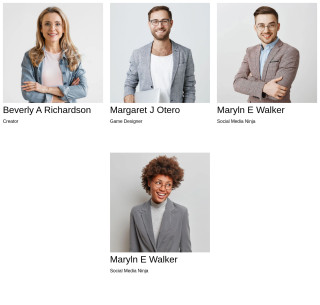 Beverly A Richardson
Creator
Margaret J Otero
Game Designer
Maryln E Walker
Social Media Ninja
Maryln E Walker
Social Media Ninja